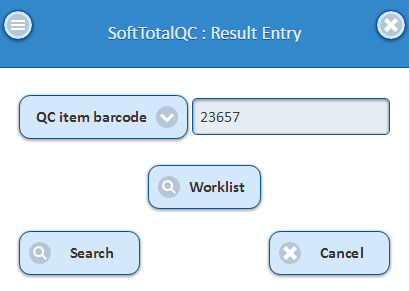 SoftTotalQC : Result Entry
QC item barcode 23657
Worklist
Search Cancel